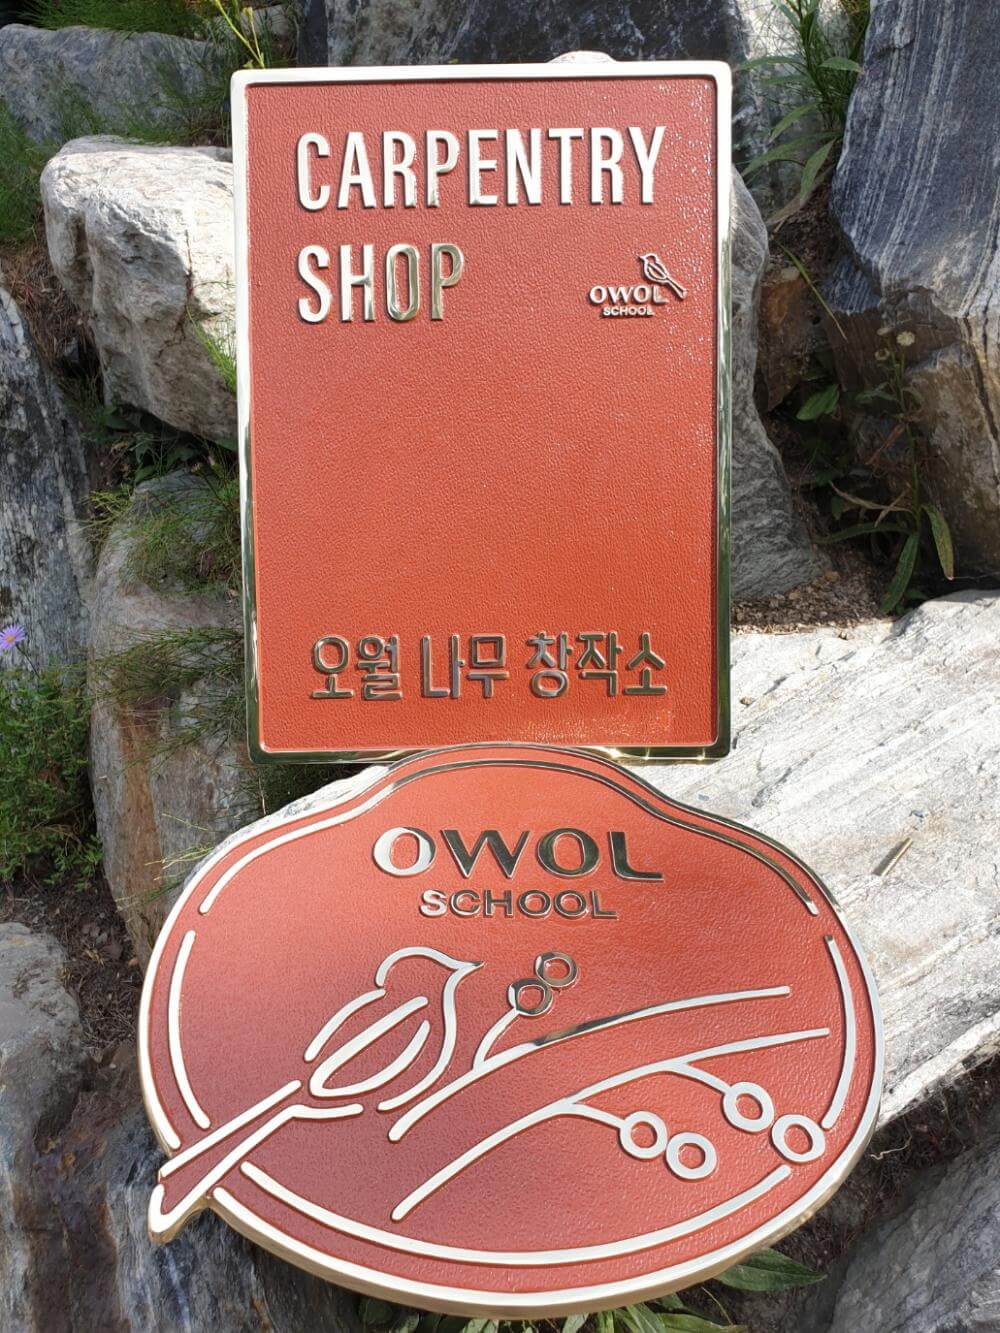 CARPENTRY
SHOP
OWOL
SCHOOL
오월 나무 창작소
OWOL
SCHOOL